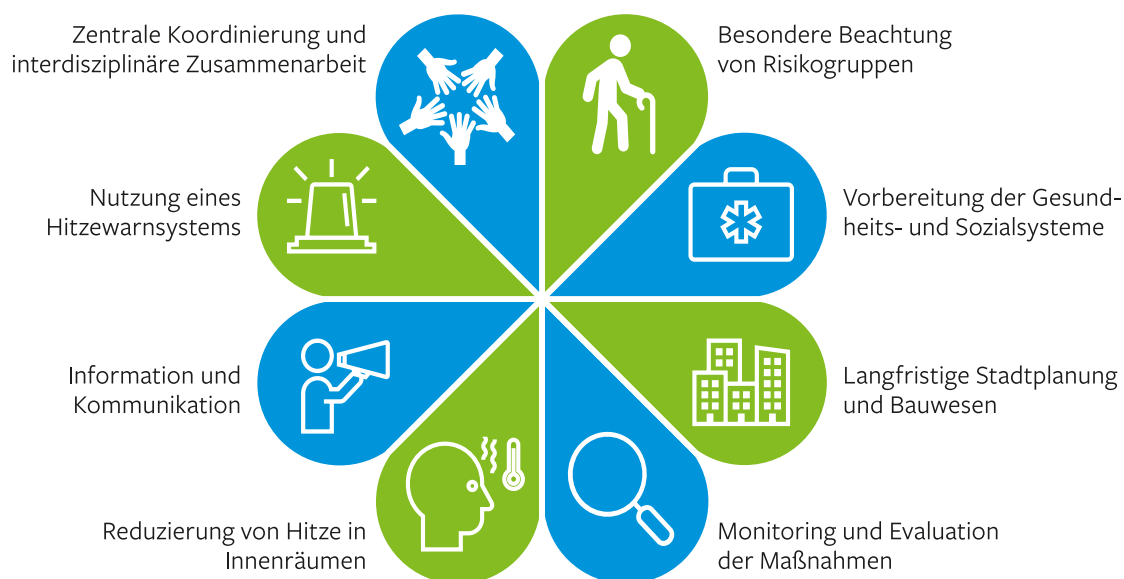 Zentrale Koordinierung und
interdisziplinäre Zusammenarbeit
Besondere Beachtung
von Risikogruppen
Nutzung eines
Hitzewarnsystems
Vorbereitung der Gesund-
heits- und Sozialsysteme
Information und
Kommunikation
Langfristige Stadtplanung
und Bauwesen
Reduzierung von Hitze in
Innenräumen
Monitoring und Evaluation
der Maßnahmen